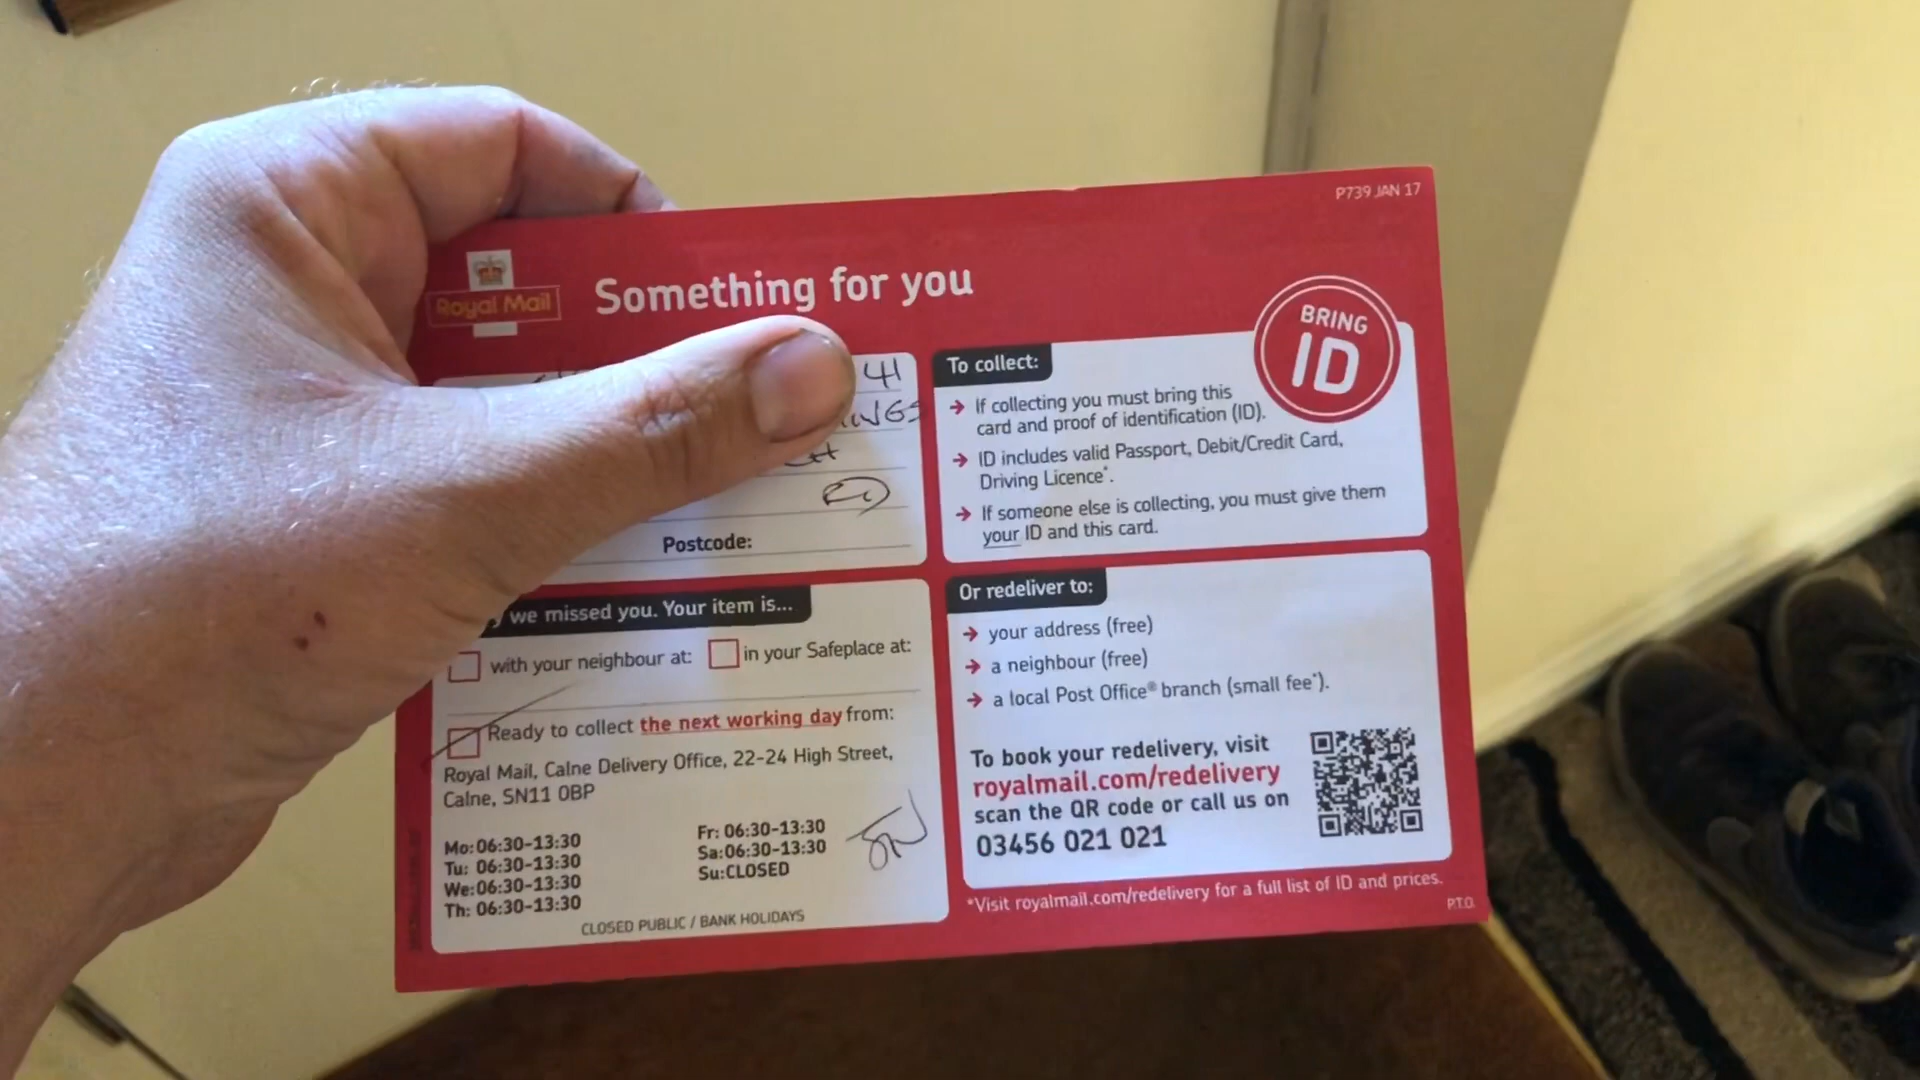 P739 JAN 17
Royal Mail
Something for you
41
Postcode:
we missed you. Your item is...
with your neighbour at:
in your Safeplace at:
Ready to collect the next working day from:
Royal Mail, Calne Delivery Office, 22-24 High Street,
Calne, SN11 0BP
Mo: 06:30-13:30
Tu: 06:30-13:30
We: 06:30-13:30
Th: 06:30-13:30
Fr: 06:30-13:30
Sa: 06:30-13:30
Su: CLOSED
CLOSED PUBLIC / BANK HOLIDAYS
To collect:
BRING
ID
→ If collecting you must bring this
card and proof of identification (ID).
→ ID includes valid Passport, Debit/Credit Card,
Driving Licence*.
→ If someone else is collecting, you must give them
your ID and this card.
Or redeliver to:
→ your address (free)
→ a neighbour (free)
→ a local Post Office® branch (small fee*).
To book your redelivery, visit
royalmail.com/redelivery
scan the QR code or call us on
03456 021 021
*Visit royalmail.com/redelivery for a full list of ID and prices.
P.T.O.